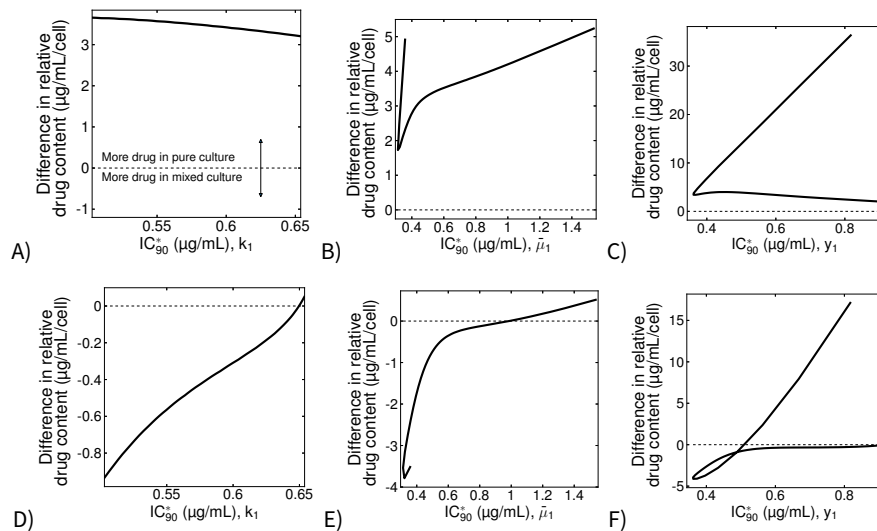 Difference in relative
drug content (µg/mL/cell)
3
2
1
0
-1
More drug in pure culture
More drug in mixed culture
0.55
0.6
0.65
A)
IC*90 (µg/mL), k1
Difference in relative
drug content (µg/mL/cell)
5
4
3
2
1
0
0.4
0.6
0.8
1
1.2
1.4
B)
IC*90 (µg/mL), μ̄1
Difference in relative
drug content (µg/mL/cell)
30
20
10
0
0.4
0.6
0.8
C)
IC*90 (µg/mL), y1
Difference in relative
drug content (µg/mL/cell)
0
-0.2
-0.4
-0.6
-0.8
0.55
0.6
0.65
D)
IC*90 (µg/mL), k1
Difference in relative
drug content (µg/mL/cell)
1
0
-1
-2
-3
-4
0.4
0.6
0.8
1
1.2
1.4
E)
IC*90 (µg/mL), μ̄1
Difference in relative
drug content (µg/mL/cell)
15
10
5
0
-5
0.4
0.6
0.8
F)
IC*90 (µg/mL), y1